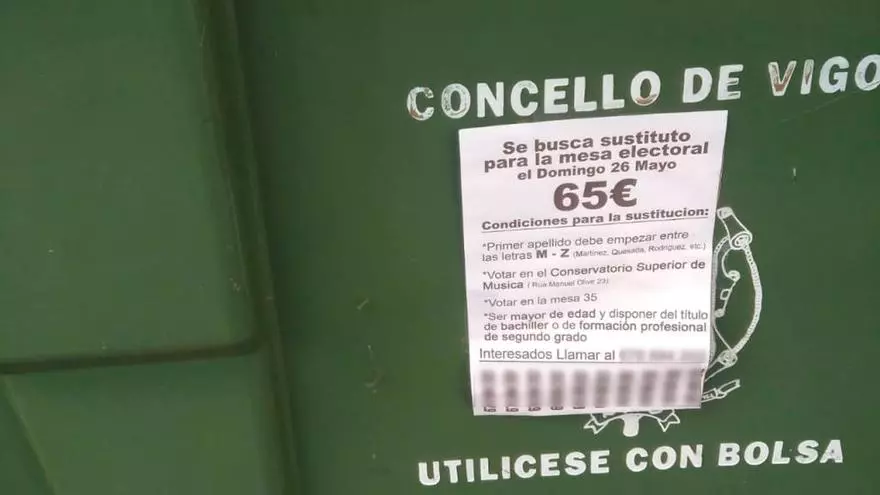 CONCELLO DE VIGO
Se busca sustituto
para la mesa electoral
el Domingo 26 Mayo
65€
Condiciones para la sustitucion:
*Primer apellido debe empezar entre
las letras M - Z (Martinez, Quesada, Rodriguez, etc.)
*Votar en el Conservatorio Superior de
Musica ( Rúa Manuel Olive 23)
*Votar en la mesa 35
*Ser mayor de edad y disponer del título
de bachiller o de formación profesional
de segundo grado
Interesados Llamar al
UTILICESE CON BOLSA